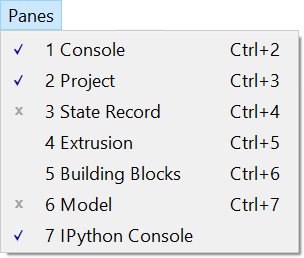 Panes
✓ 1 Console Ctrl+2
✓ 2 Project Ctrl+3
x 3 State Record Ctrl+4
4 Extrusion Ctrl+5
5 Building Blocks Ctrl+6
x 6 Model Ctrl+7
✓ 7 IPython Console